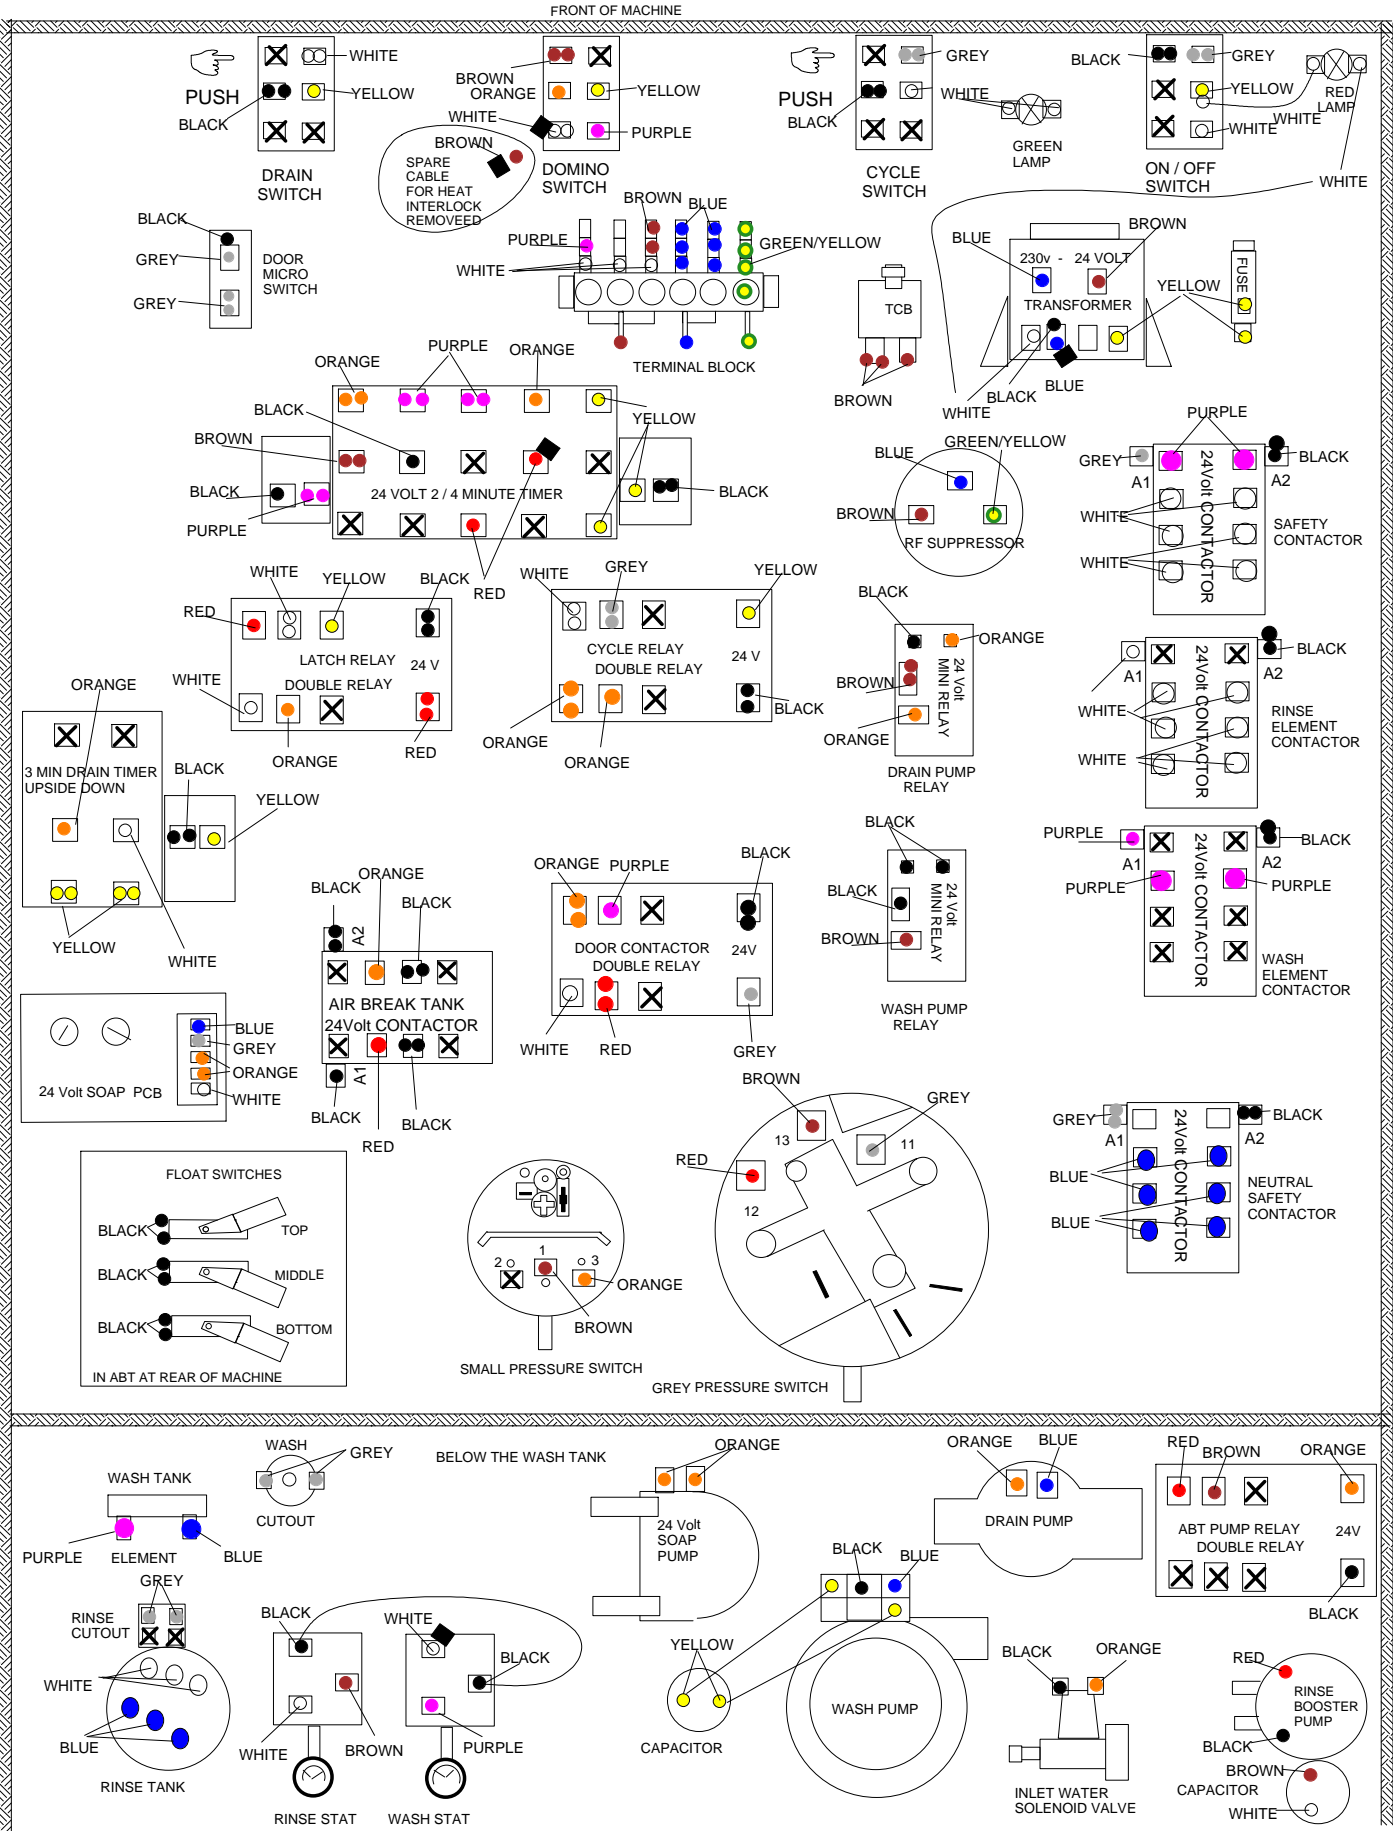 FRONT OF MACHINE
PUSH
WHITE
YELLOW
BLACK
DRAIN
SWITCH
BROWN
ORANGE
WHITE
YELLOW
PURPLE
DOMINO
SWITCH
BROWN
SPARE
CABLE
FOR HEAT
INTERLOCK
REMOVEED
PUSH
GREY
WHITE
BLACK
CYCLE
SWITCH
GREEN
LAMP
BLACK
GREY
YELLOW
WHITE
WHITE
ON / OFF
SWITCH
RED
LAMP
WHITE
BLACK
GREY
GREY
DOOR
MICRO
SWITCH
BROWN
BLUE
PURPLE
WHITE
GREEN/YELLOW
TERMINAL BLOCK
TCB
BROWN
BLUE
BROWN
230v - 24 VOLT
TRANSFORMER
WHITE
BLACK
BLUE
YELLOW
FUSE
ORANGE
PURPLE
ORANGE
BLACK
YELLOW
BROWN
BLACK
PURPLE
24 VOLT 2 / 4 MINUTE TIMER
BLACK
RED
BLUE
GREEN/YELLOW
BROWN
RF SUPPRESSOR
PURPLE
GREY
BLACK
A1
A2
WHITE
WHITE
24Volt CONTACTOR
SAFETY
CONTACTOR
WHITE
YELLOW
BLACK
RED
LATCH RELAY
24 V
DOUBLE RELAY
WHITE
ORANGE
RED
WHITE
GREY
YELLOW
CYCLE RELAY
DOUBLE RELAY
24 V
BLACK
ORANGE
ORANGE
BLACK
ORANGE
BROWN
ORANGE
24 Volt
MINI RELAY
DRAIN PUMP
RELAY
BLACK
A1
A2
WHITE
WHITE
24Volt CONTACTOR
RINSE
ELEMENT
CONTACTOR
ORANGE
3 MIN DRAIN TIMER
UPSIDE DOWN
BLACK
YELLOW
YELLOW
WHITE
BLACK
ORANGE
BLACK
A2
AIR BREAK TANK
24Volt CONTACTOR
A1
BLACK
RED
BLACK
ORANGE
PURPLE
BLACK
DOOR CONTACTOR
DOUBLE RELAY
24V
WHITE
RED
GREY
BLACK
BLACK
BROWN
24 Volt
MINI RELAY
WASH PUMP
RELAY
PURPLE
BLACK
A1
A2
PURPLE
PURPLE
24Volt CONTACTOR
WASH
ELEMENT
CONTACTOR
24 Volt SOAP PCB
BLUE
GREY
ORANGE
WHITE
FLOAT SWITCHES
BLACK
TOP
BLACK
MIDDLE
BLACK
BOTTOM
IN ABT AT REAR OF MACHINE
1
2
3
ORANGE
BROWN
SMALL PRESSURE SWITCH
BROWN
GREY
RED
13
11
12
GREY PRESSURE SWITCH
GREY
BLACK
A1
A2
BLUE
BLUE
24Volt CONTACTOR
NEUTRAL
SAFETY
CONTACTOR
BELOW THE WASH TANK
WASH TANK
PURPLE
ELEMENT
BLUE
WASH
GREY
CUTOUT
GREY
RINSE
CUTOUT
WHITE
BLUE
RINSE TANK
BLACK
WHITE
BROWN
RINSE STAT
WHITE
BLACK
PURPLE
WASH STAT
ORANGE
24 Volt
SOAP
PUMP
YELLOW
CAPACITOR
BLACK
BLUE
WASH PUMP
ORANGE
BLUE
DRAIN PUMP
RED
BROWN
ORANGE
ABT PUMP RELAY
DOUBLE RELAY
24V
BLACK
BLACK
ORANGE
INLET WATER
SOLENOID VALVE
RED
RINSE
BOOSTER
PUMP
BLACK
BROWN
CAPACITOR
WHITE